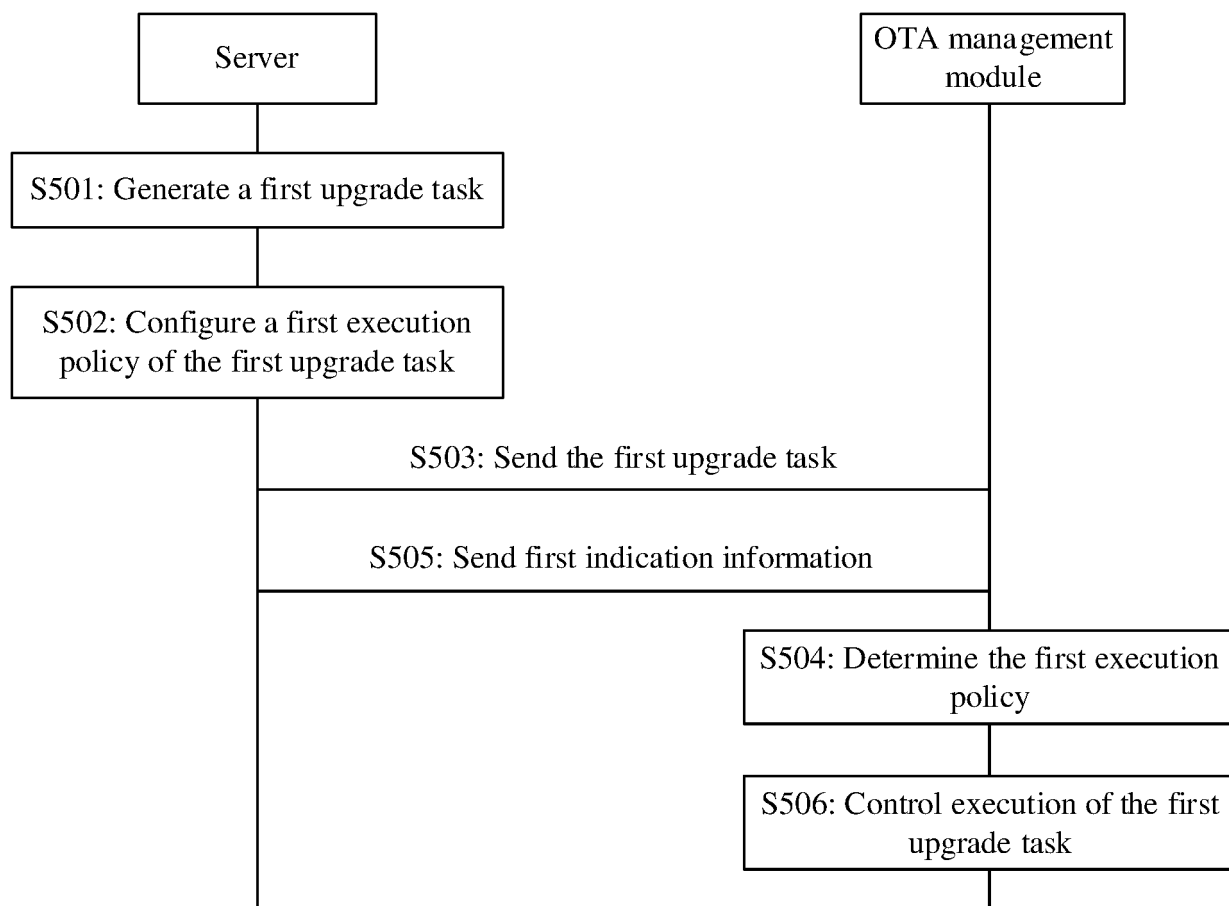 Server
OTA management
module
S501: Generate a first upgrade task
S502: Configure a first execution
policy of the first upgrade task
S503: Send the first upgrade task
S505: Send first indication information
S504: Determine the first execution
policy
S506: Control execution of the first
upgrade task